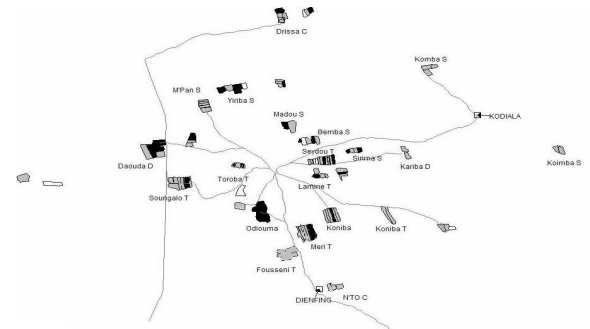 Drissa C
Komba S
M'Pan S
Yiriba S
Madou S
KODIALA
Bemba S
Seydou T
Sirima S
Daouda D
Kariba D
Koimba S
Toroba T
Lamine T
Soungalo T
Odiouma
Koniba
Koniba T
Meri T
Fousseni T
DIENFING
N'TO C